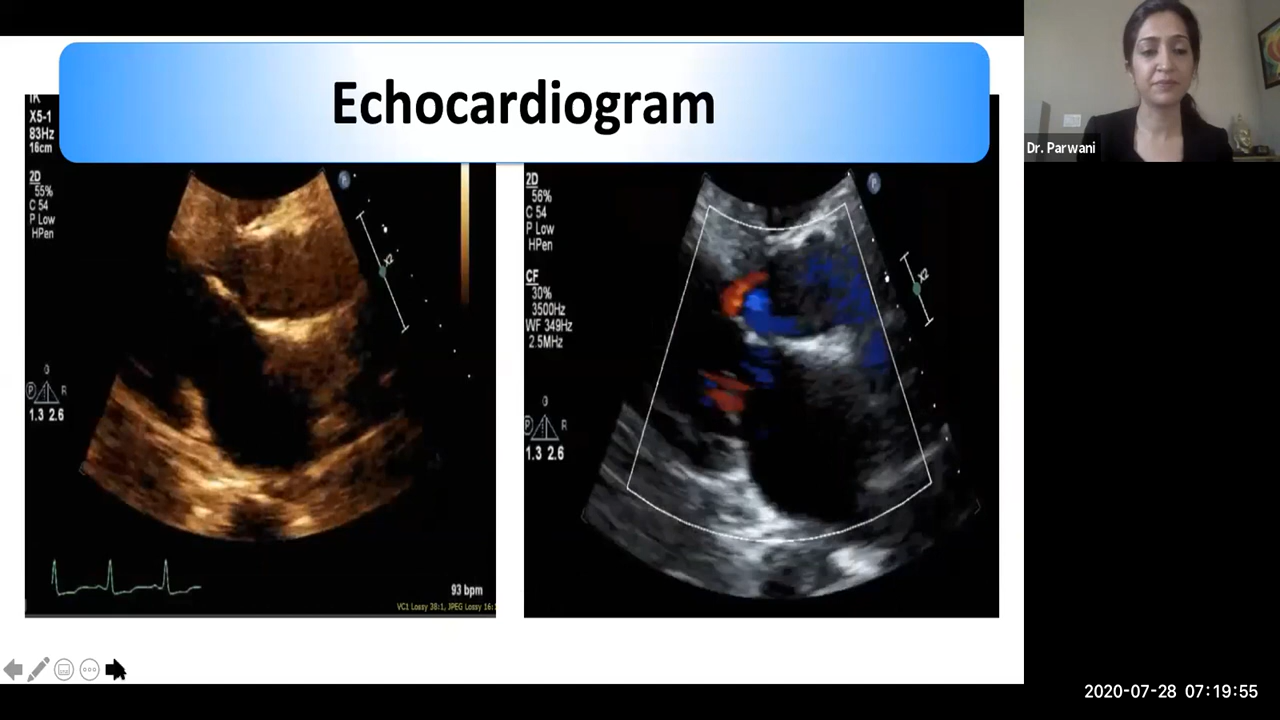 Echocardiogram
X5-1
83Hz
16cm
2D
55%
C 54
P Low
HPen
P
x2
G
P R
1.3 2.6
93 bpm
2D
56%
C 54
P Low
HPen
CF
30%
3500Hz
WF 349Hz
2.5MHz
P
x2
G
P R
1.3 2.6
Dr. Parwani
2020-07-28 07:19:55